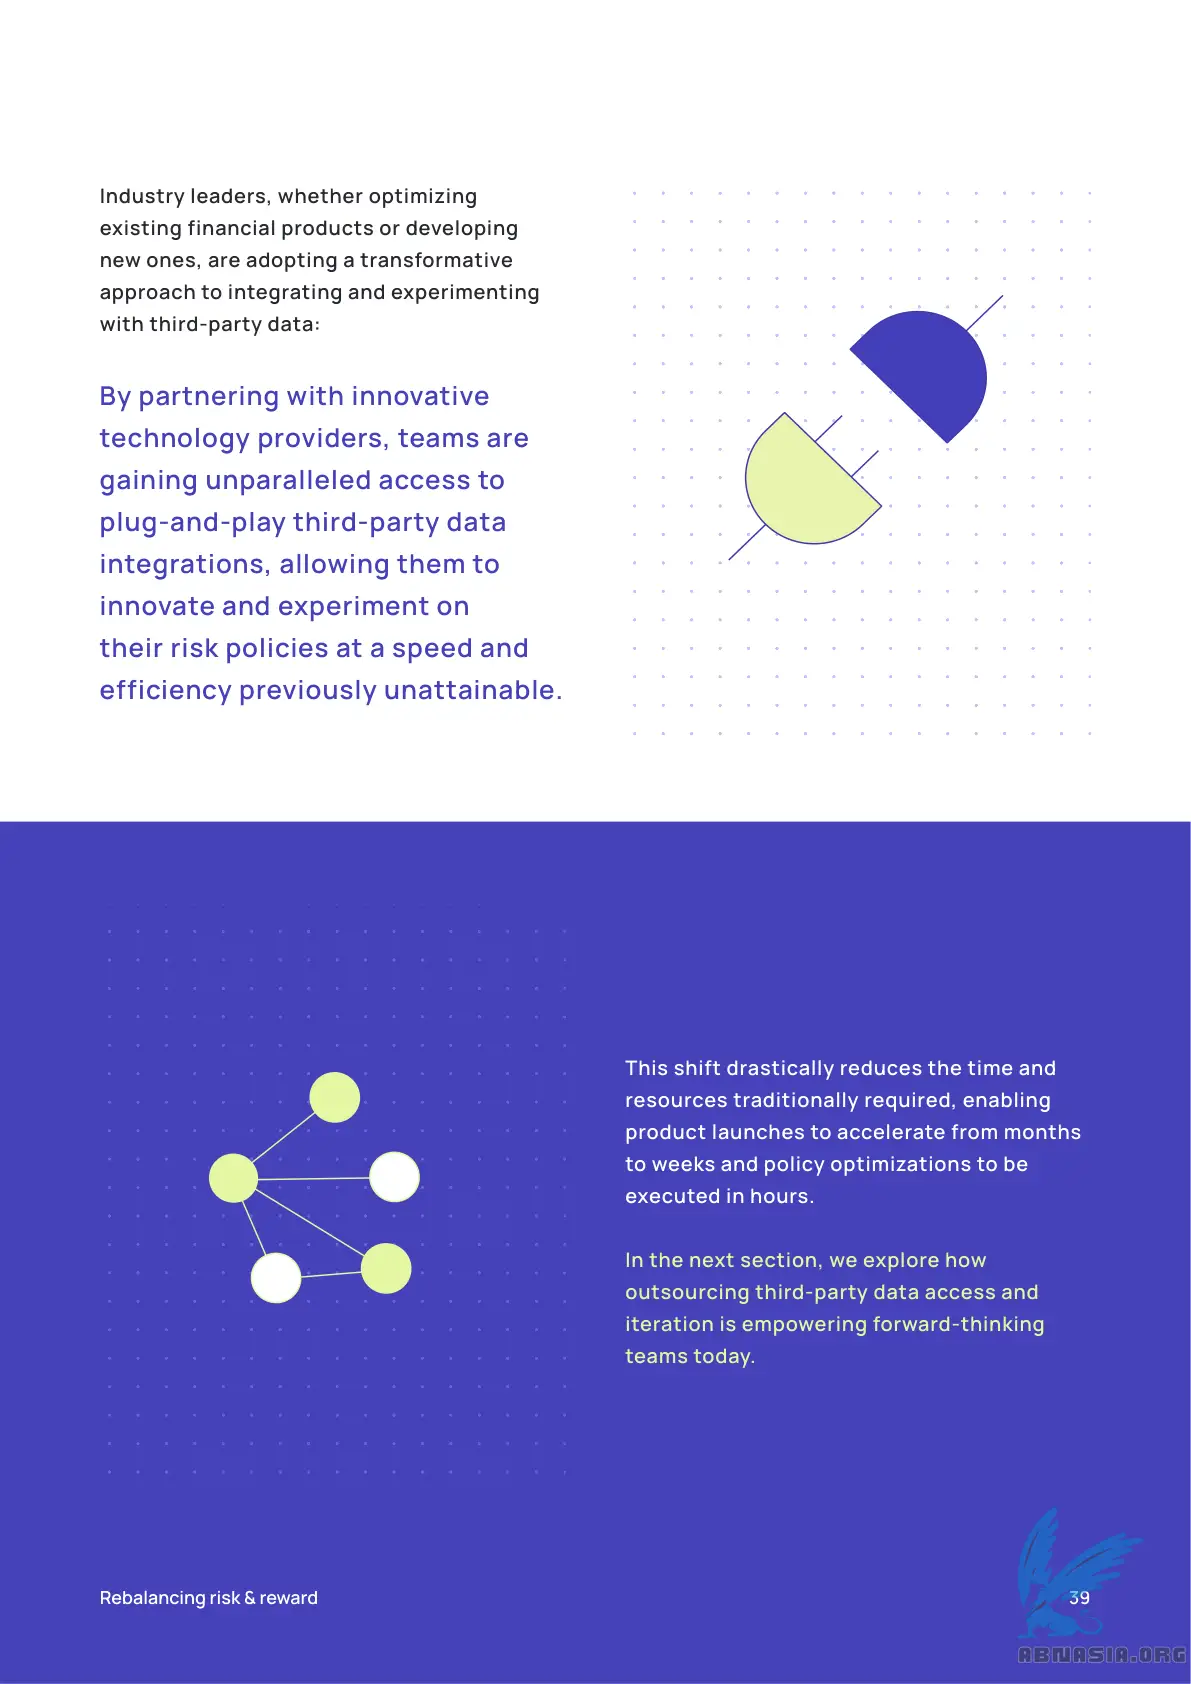 Industry leaders, whether optimizing
existing financial products or developing
new ones, are adopting a transformative
approach to integrating and experimenting
with third-party data:
By partnering with innovative
technology providers, teams are
gaining unparalleled access to
plug-and-play third-party data
integrations, allowing them to
innovate and experiment on
their risk policies at a speed and
efficiency previously unattainable.
This shift drastically reduces the time and
resources traditionally required, enabling
product launches to accelerate from months
to weeks and policy optimizations to be
executed in hours.
In the next section, we explore how
outsourcing third-party data access and
iteration is empowering forward-thinking
teams today.
Rebalancing risk & reward
39
ABNASIA.ORG